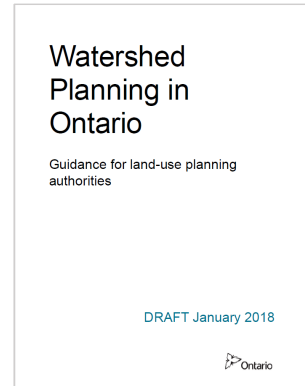 Watershed
Planning in
Ontario
Guidance for land-use planning
authorities
DRAFT January 2018
Ontario